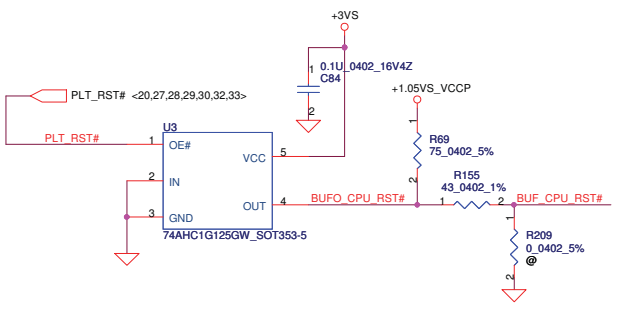 +3VS
1
0.1U_0402_16V4Z
C84
2
+1.05VS_VCCP
PLT_RST# <20,27,28,29,30,32,33>
U3
PLT_RST#
1
OE#
5
VCC
2
IN
4
OUT
3
GND
74AHC1G125GW_SOT353-5
BUFO_CPU_RST#
1
R69
75_0402_5%
2
R155
43_0402_1%
1
2
BUF_CPU_RST#
1
R209
0_0402_5%
@
2